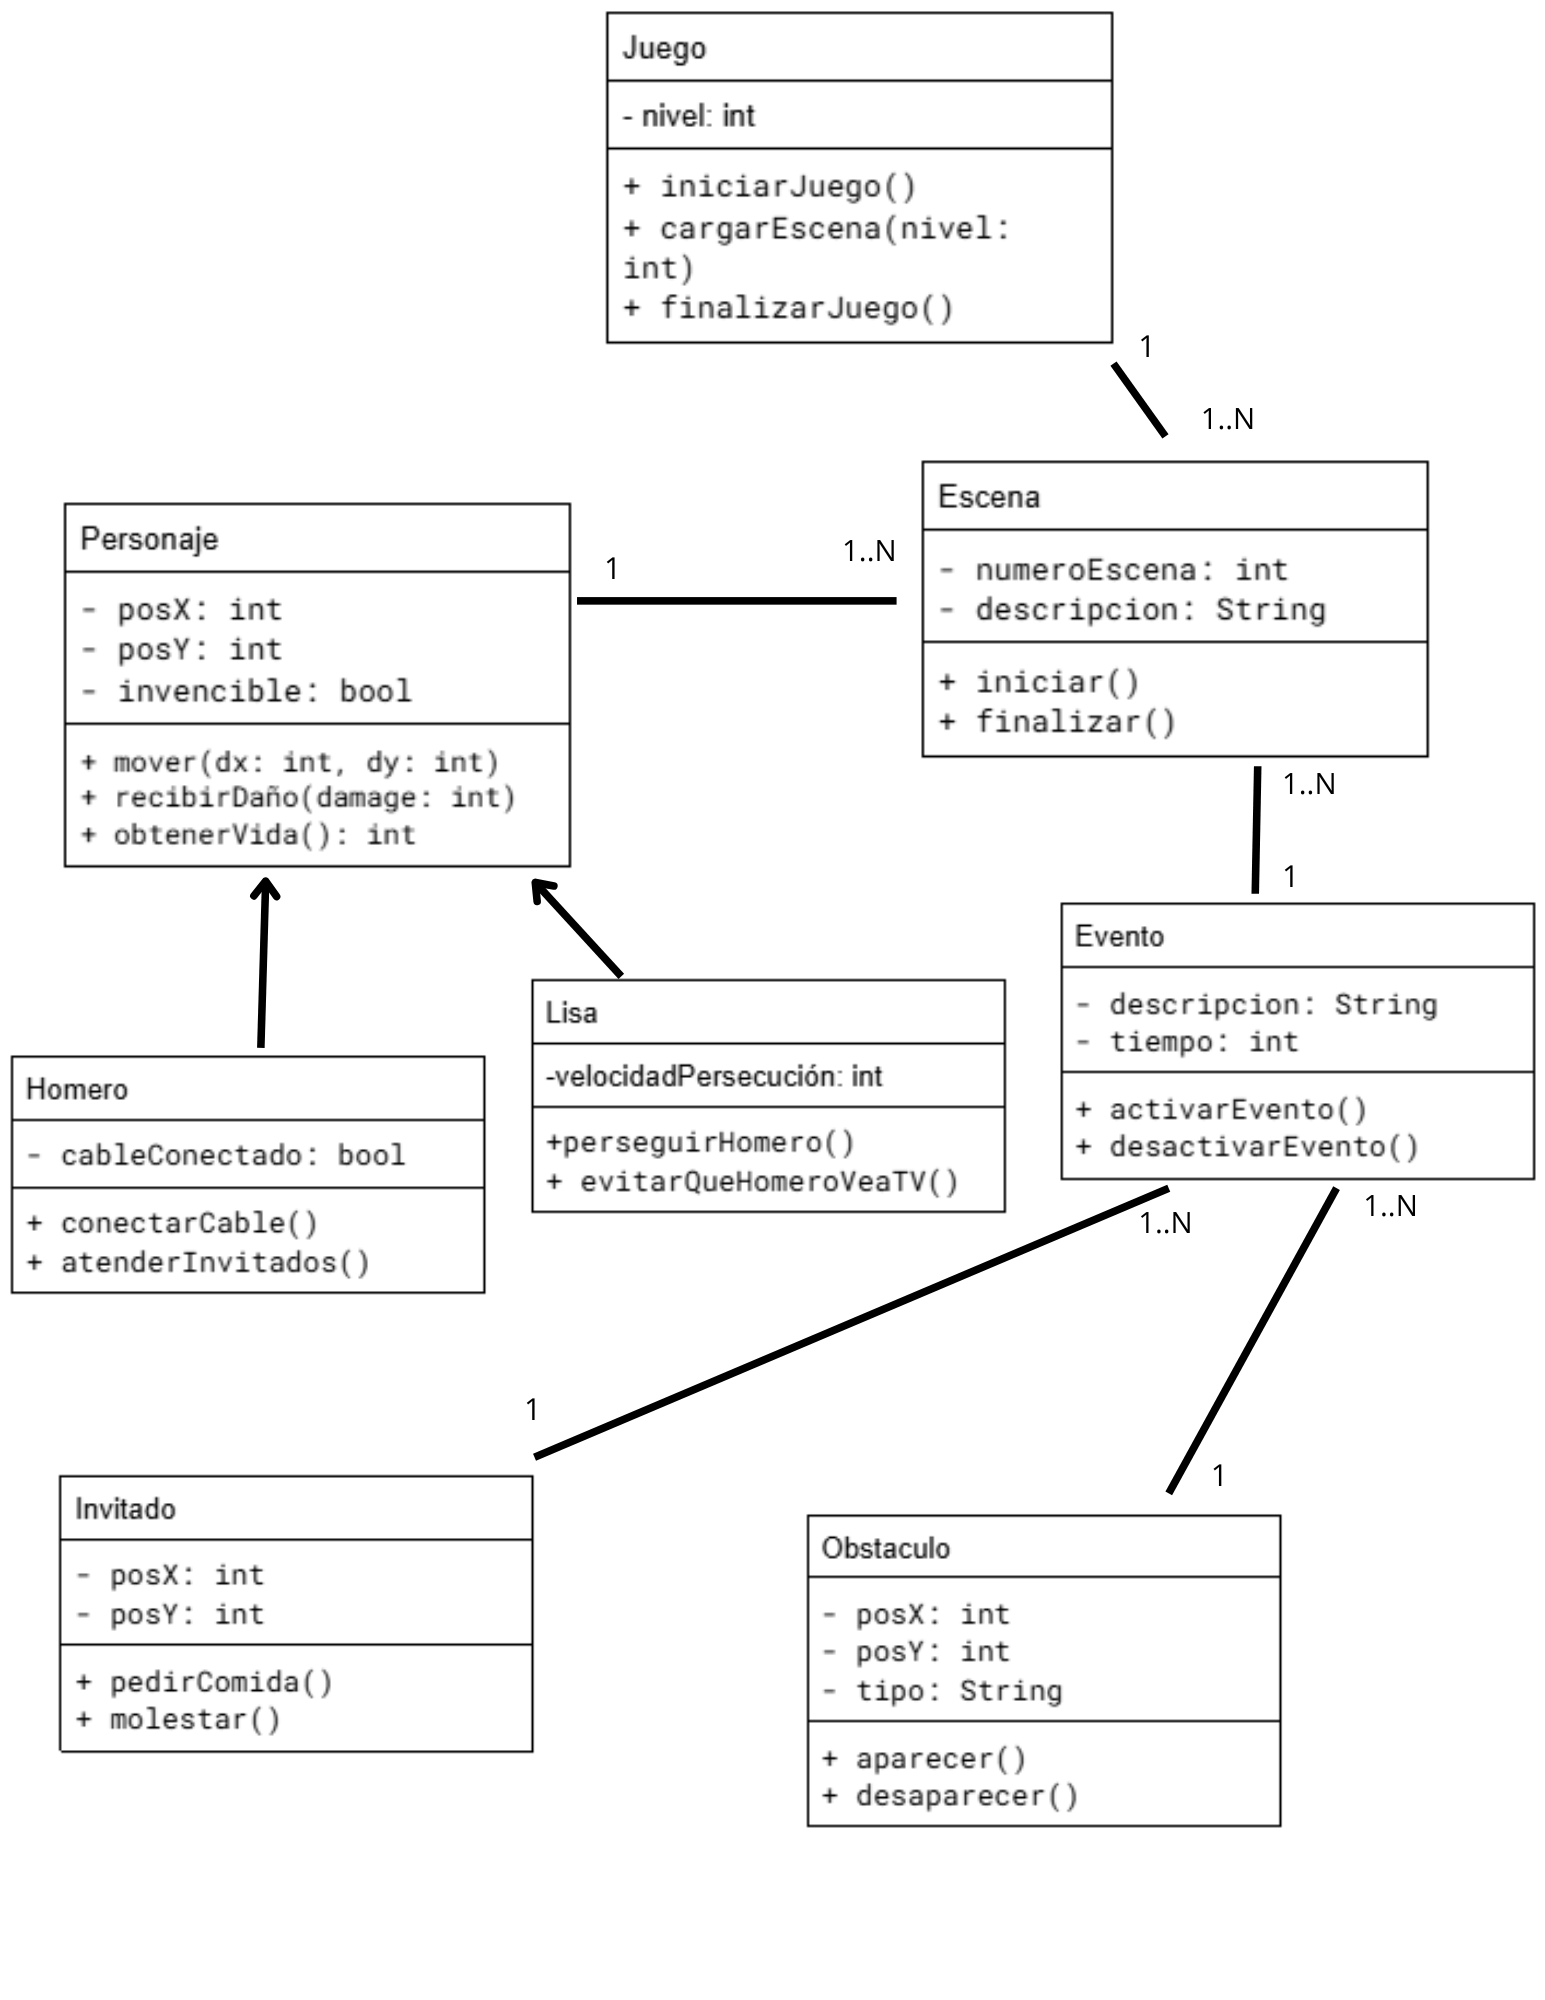 Juego
- nivel: int
+ iniciarJuego()
+ cargarEscena(nivel:
int)
+ finalizarJuego()
1
1..N
Escena
- numeroEscena: int
- descripcion: String
+ iniciar()
+ finalizar()
Personaje
- posX: int
- posY: int
- invencible: bool
+ mover(dx: int, dy: int)
+ recibirDaño(damage: int)
+ obtenerVida(): int
1
1..N
1..N
1
Evento
- descripcion: String
- tiempo: int
+ activarEvento()
+ desactivarEvento()
Lisa
-velocidadPersecución: int
+perseguirHomero()
+ evitarQueHomeroVeaTV()
Homero
- cableConectado: bool
+ conectarCable()
+ atenderInvitados()
1..N
1..N
1
1
Invitado
- posX: int
- posY: int
+ pedirComida()
+ molestar()
Obstaculo
- posX: int
- posY: int
- tipo: String
+ aparecer()
+ desaparecer()